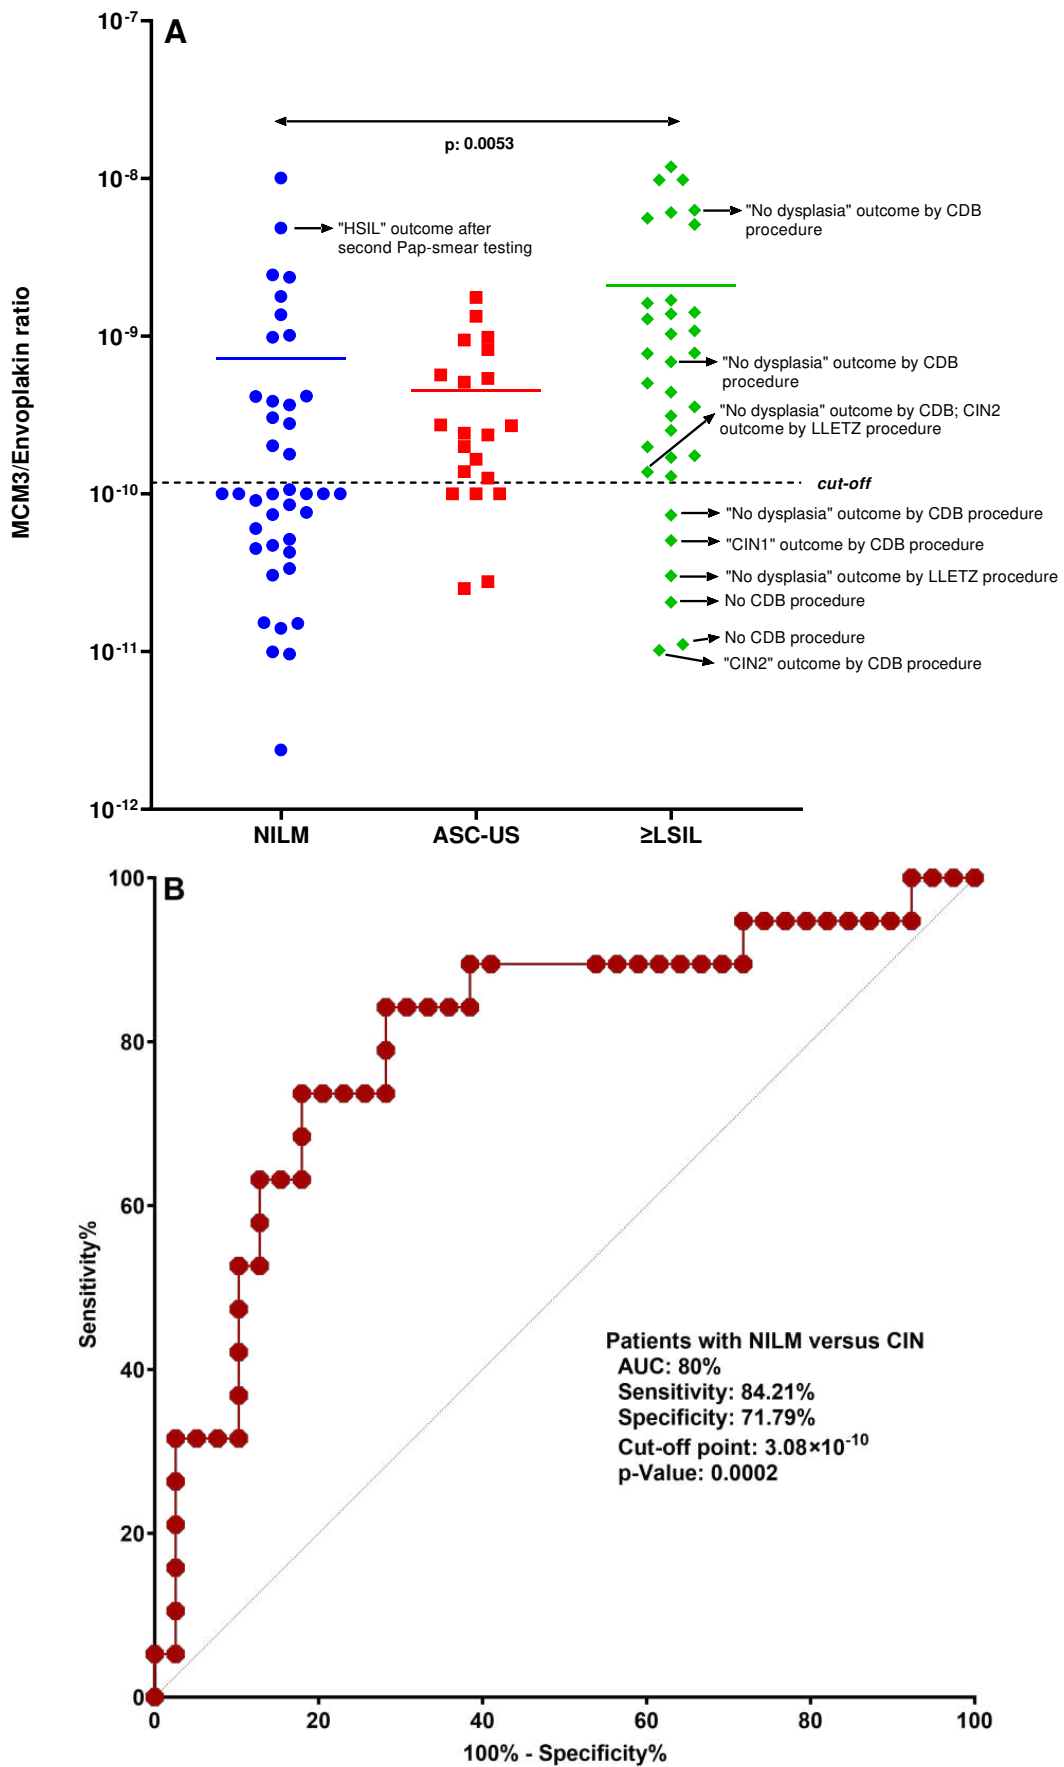 A
10-7
10-8
10-9
10-10
10-11
10-12
MCM3/Envoplakin ratio
p: 0.0053
"HSIL" outcome after
second Pap-smear testing
"No dysplasia" outcome by CDB
procedure
"No dysplasia" outcome by CDB
procedure
"No dysplasia" outcome by CDB; CIN2
outcome by LLETZ procedure
cut-off
"No dysplasia" outcome by CDB procedure
"CIN1" outcome by CDB procedure
"No dysplasia" outcome by LLETZ procedure
No CDB procedure
No CDB procedure
"CIN2" outcome by CDB procedure
NILM ASC-US ≥LSIL
B
100
80
60
40
20
0
Sensitivity%
Patients with NILM versus CIN
AUC: 80%
Sensitivity: 84.21%
Specificity: 71.79%
Cut-off point: 3.08×10-10
p-Value: 0.0002
0 20 40 60 80 100
100% - Specificity%